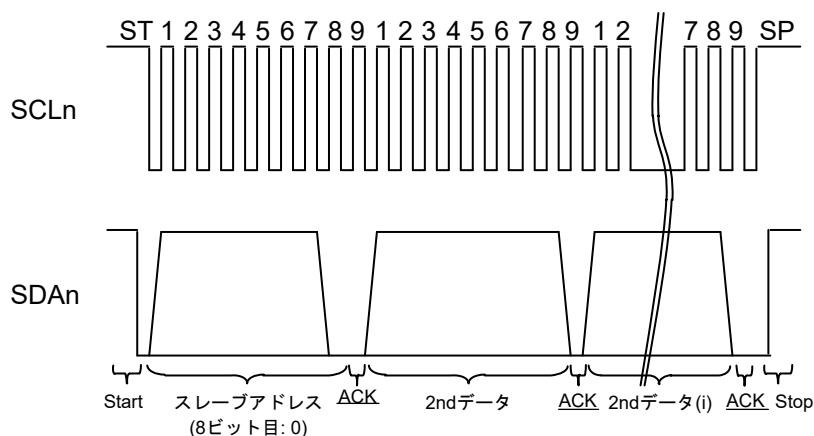 ST 1 2 3 4 5 6 7 8 9 1 2 3 4 5 6 7 8 9 1 2 7 8 9 SP
SCLn
SDAn
Start スレーブアドレス ACK 2ndデータ ACK 2ndデータ(i) ACK Stop
(8ビット目: 0)